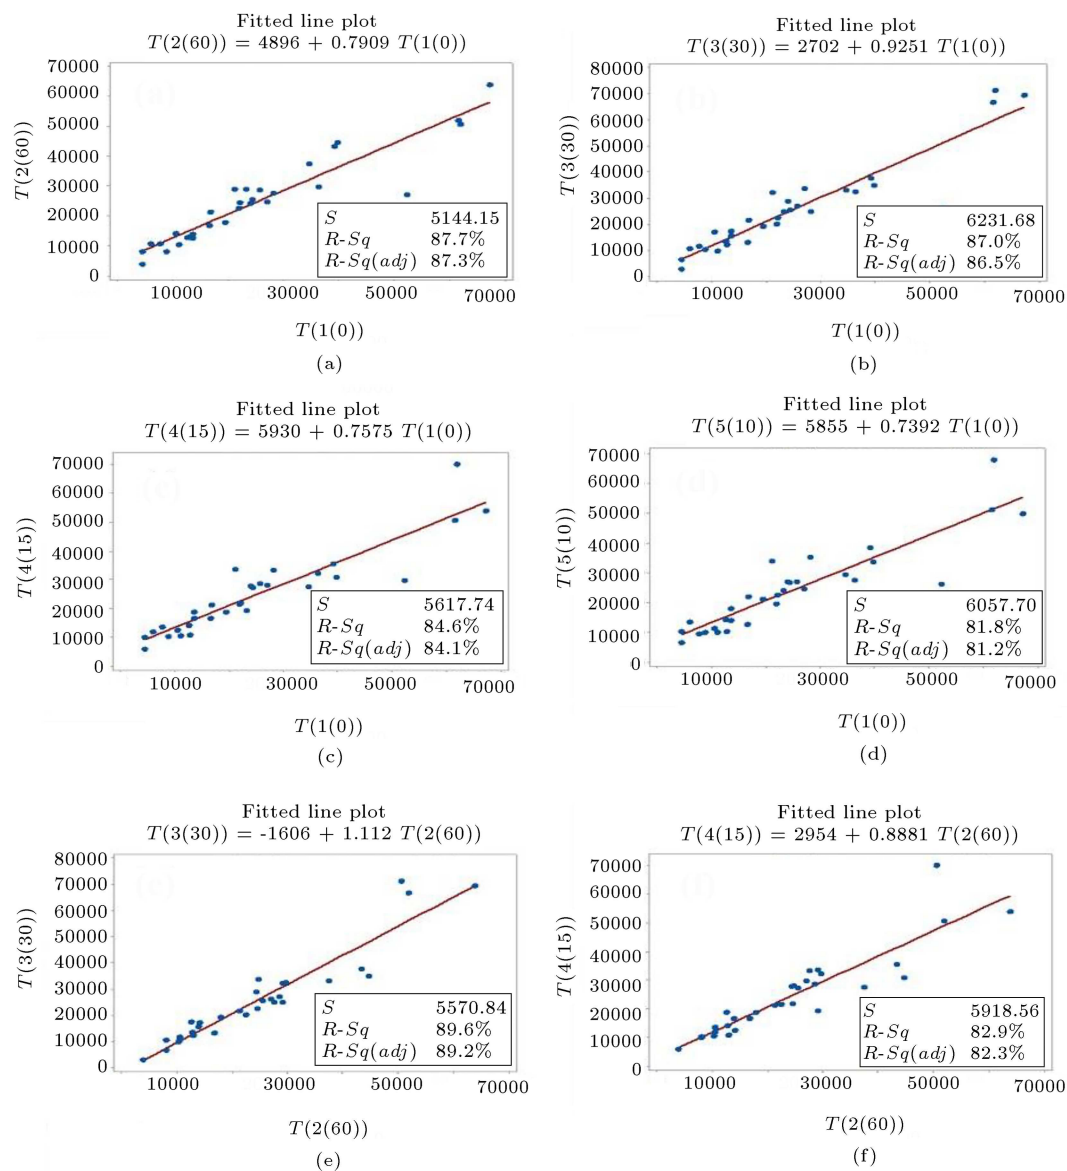 Fitted line plot
T(2(60)) = 4896 + 0.7909 T(1(0))
70000
60000
50000
40000
30000
20000
10000
0
T(2(60))
S 5144.15
R-Sq 87.7%
R-Sq(adj) 87.3%
10000 30000 50000 70000
T(1(0))
(a)
Fitted line plot
T(3(30)) = 2702 + 0.9251 T(1(0))
80000
70000
60000
50000
40000
30000
20000
10000
0
T(3(30))
S 6231.68
R-Sq 87.0%
R-Sq(adj) 86.5%
10000 30000 50000 70000
T(1(0))
(b)
Fitted line plot
T(4(15)) = 5930 + 0.7575 T(1(0))
70000
60000
50000
40000
30000
20000
10000
0
T(4(15))
S 5617.74
R-Sq 84.6%
R-Sq(adj) 84.1%
10000 30000 50000 70000
T(1(0))
(c)
Fitted line plot
T(5(10)) = 5855 + 0.7392 T(1(0))
70000
60000
50000
40000
30000
20000
10000
0
T(5(10))
S 6057.70
R-Sq 81.8%
R-Sq(adj) 81.2%
10000 30000 50000 70000
T(1(0))
(d)
Fitted line plot
T(3(30)) = -1606 + 1.112 T(2(60))
80000
70000
60000
50000
40000
30000
20000
10000
0
T(3(30))
S 5570.84
R-Sq 89.6%
R-Sq(adj) 89.2%
10000 30000 50000 70000
T(2(60))
(e)
Fitted line plot
T(4(15)) = 2954 + 0.8881 T(2(60))
70000
60000
50000
40000
30000
20000
10000
0
T(4(15))
S 5918.56
R-Sq 82.9%
R-Sq(adj) 82.3%
10000 30000 50000 70000
T(2(60))
(f)